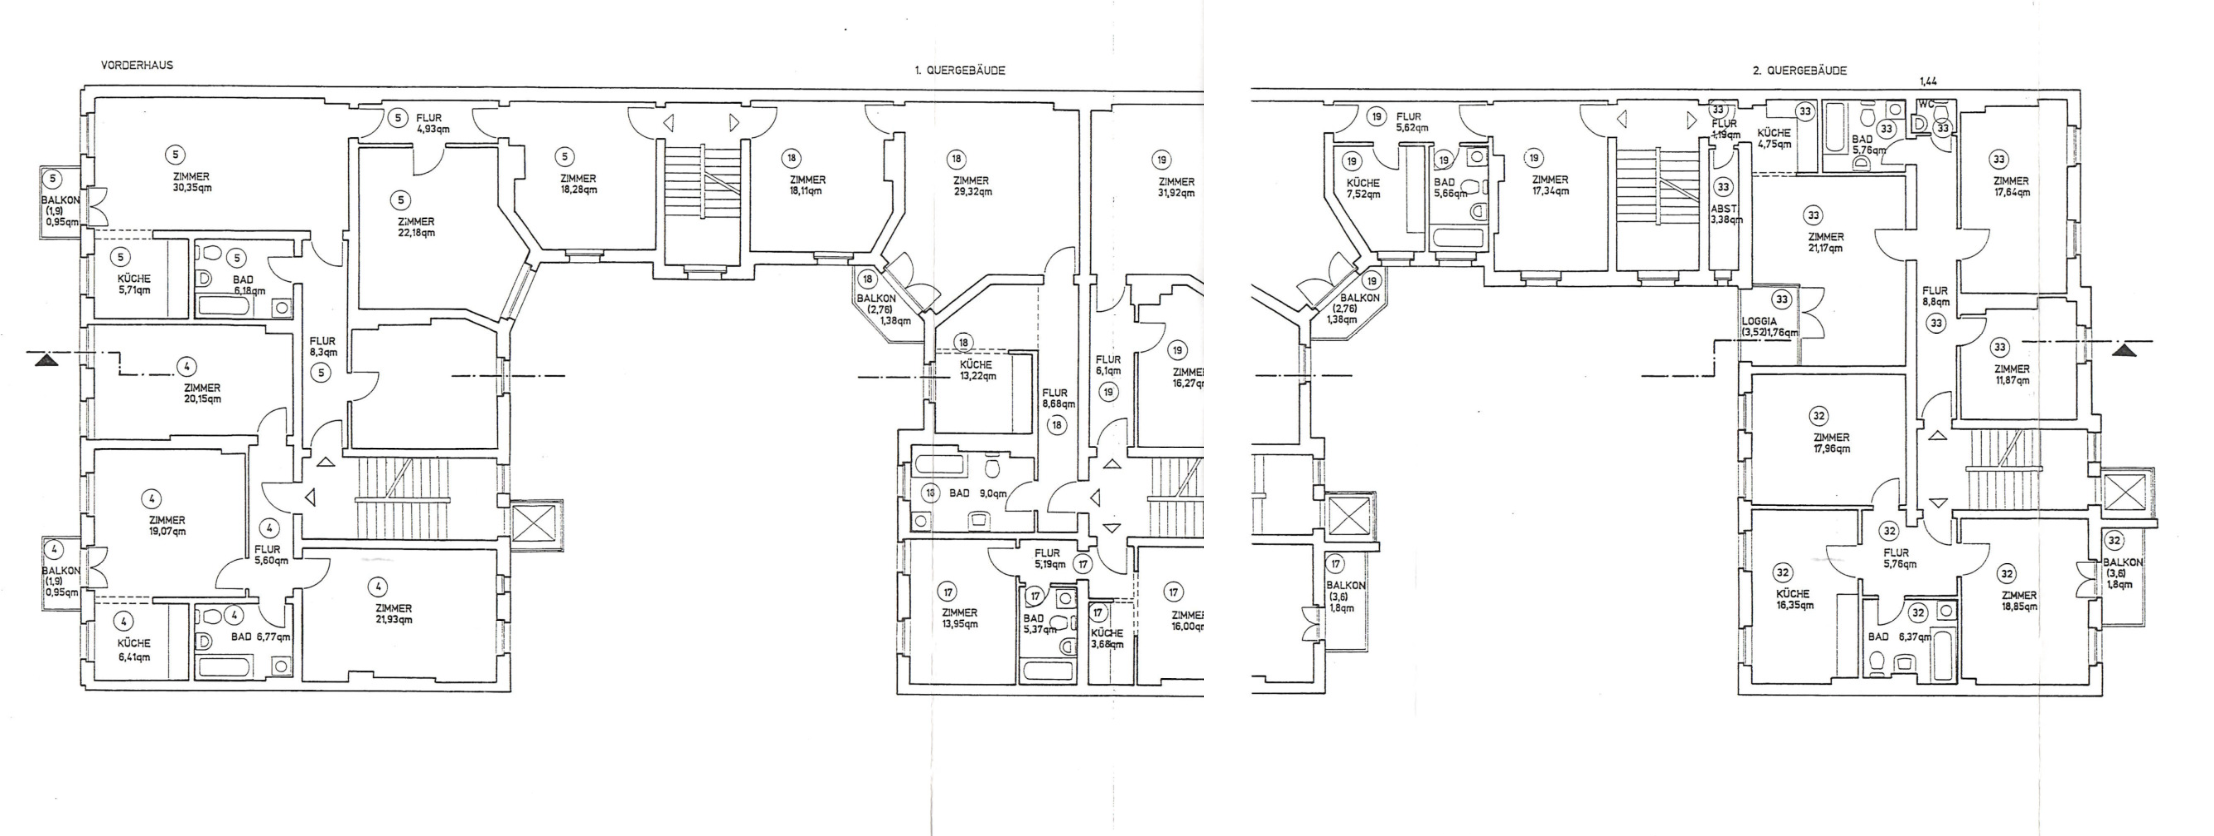 VORDERHAUS
1. QUERGEBÄUDE
2. QUERGEBÄUDE
1,44
5
ZIMMER
30,35qm
5
FLUR
4,93qm
5
ZIMMER
22,18qm
5
ZIMMER
18,28qm
5
BALKON
(1,9)
0,95qm
5
KÜCHE
5,71qm
5
BAD
6,18qm
FLUR
8,3qm
5
4
ZIMMER
20,15qm
4
ZIMMER
19,07qm
4
FLUR
5,60qm
4
BALKON
(1,9)
0,95qm
4
KÜCHE
6,41qm
4
BAD 6,77qm
4
ZIMMER
21,93qm
18
ZIMMER
18,11qm
18
ZIMMER
29,32qm
18
BALKON
(2,76)
1,38qm
18
KÜCHE
13,22qm
FLUR
8,68qm
18
18
BAD 9,0qm
19
ZIMMER
31,92qm
FLUR
6,1qm
19
19
ZIMME
16,27q
FLUR
5,19qm
17
17
ZIMMER
13,95qm
17
BAD
5,37qm
17
KÜCHE
3,68qm
17
ZIMME
16,00q
19
FLUR
5,62qm
19
KÜCHE
7,52qm
19
BAD
5,66qm
19
ZIMMER
17,34qm
19
BALKON
(2,76)
1,38qm
17
BALKON
(3,6)
1,8qm
33
FLUR
1,19qm
33
ABST.
3,38qm
33
KÜCHE
4,75qm
33
BAD
5,76qm
WC
33
33
ZIMMER
17,64qm
33
ZIMMER
21,17qm
33
LOGGIA
(3,52)1,76qm
FLUR
8,8qm
33
33
ZIMMER
11,87qm
32
ZIMMER
17,96qm
32
FLUR
5,76qm
32
KÜCHE
16,35qm
32
BAD 6,37qm
32
ZIMMER
18,85qm
32
BALKON
(3,6)
1,8qm